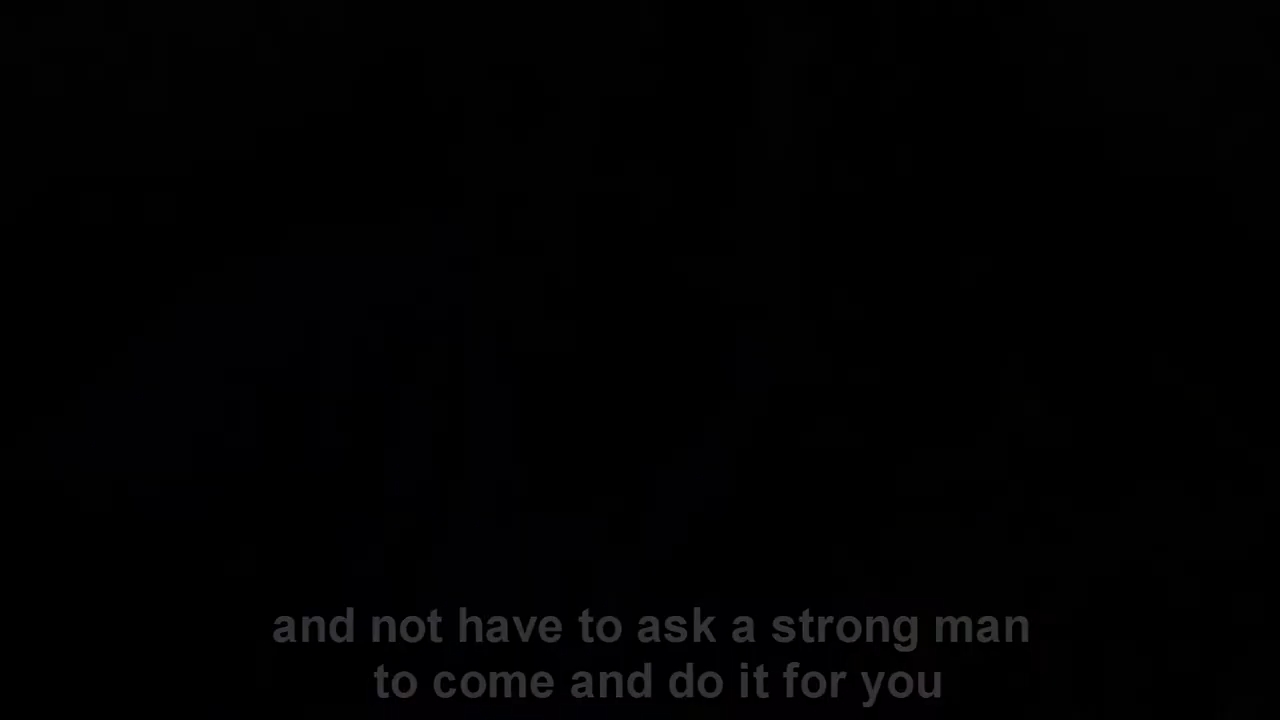 and not have to ask a strong man
to come and do it for you